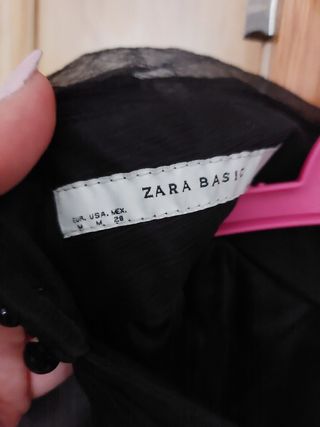 ZARA BASIC
EUR. USA. MEX.
M M 28